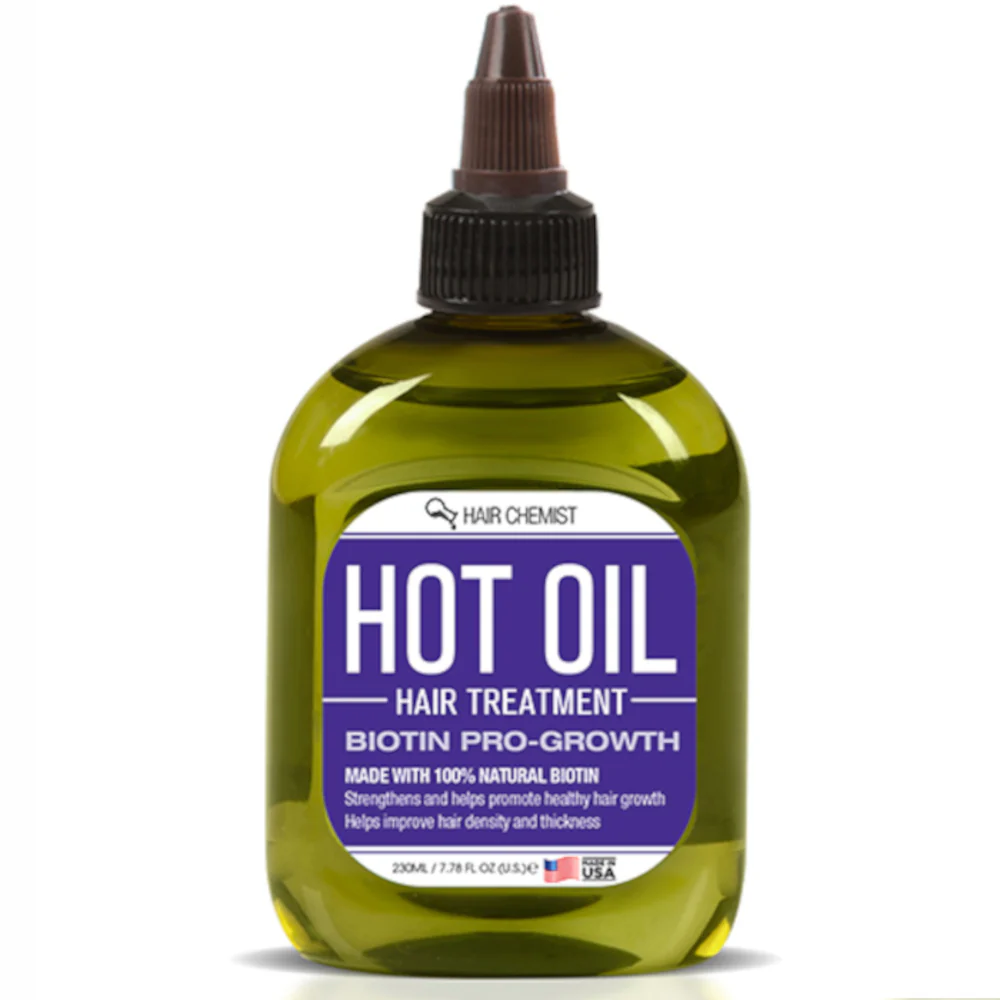 HAIR CHEMIST
HOT OIL
HAIR TREATMENT
BIOTIN PRO-GROWTH
MADE WITH 100% NATURAL BIOTIN
Strengthens and helps promote healthy hair growth
Helps improve hair density and thickness
230ML / 7.78 FL OZ (U.S.)℮
MADE IN
USA